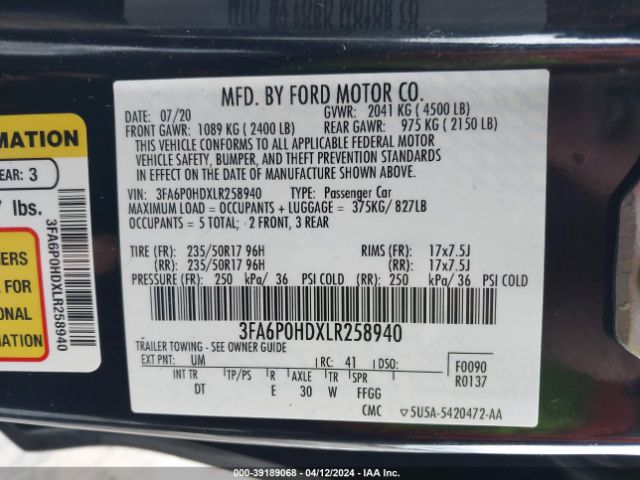 MFD. BY FORD MOTOR CO.
DATE: 07/20 GVWR: 2041 KG ( 4500 LB)
FRONT GAWR: 1089 KG ( 2400 LB) REAR GAWR: 975 KG ( 2150 LB)
THIS VEHICLE CONFORMS TO ALL APPLICABLE FEDERAL MOTOR
VEHICLE SAFETY, BUMPER, AND THEFT PREVENTION STANDARDS
IN EFFECT ON THE DATE OF MANUFACTURE SHOWN ABOVE.
VIN: 3FA6P0HDXLR258940 TYPE: Passenger Car
MAXIMUM LOAD = OCCUPANTS + LUGGAGE = 375KG/ 827LB
OCCUPANTS = 5 TOTAL; 2 FRONT, 3 REAR
TIRE (FR): 235/50R17 96H RIMS (FR): 17x7.5J
(RR): 235/50R17 96H (RR): 17x7.5J
PRESSURE (FR): 250 kPa/ 36 PSI COLD (RR): 250 kPa/ 36 PSI COLD
3FA6P0HDXLR258940
TRAILER TOWING - SEE OWNER GUIDE
EXT PNT: UM RC: 41 DSO: F0090
INT TR TP/PS R AXLE TR SPR R0137
DT E 30 W FFGG
CMC 5U5A-5420472-AA
MATION
EAR: 3
lbs.
3FA6P0HDXLR258940
ERS
FOR
ONAL
MATION
000-39189068 - 04/12/2024 - IAA Inc.